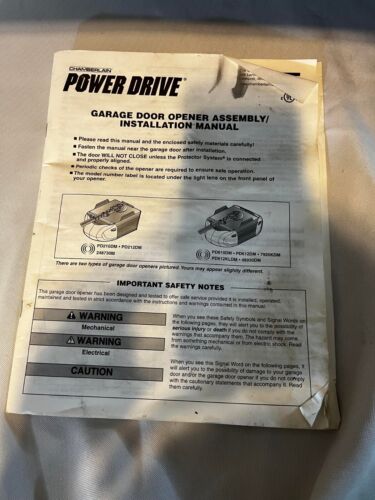 CHAMBERLAIN
POWER DRIVE®
UL
GARAGE DOOR OPENER ASSEMBLY/
INSTALLATION MANUAL
■ Please read this manual and the enclosed safety materials carefully!
■ Fasten the manual near the garage door after installation.
■ The door WILL NOT CLOSE unless the Protector System® is connected
and properly aligned.
■ Periodic checks of the opener are required to ensure safe operation.
■ The model number label is located under the light lens on the front panel of
your opener.
PD210DM • PD212DM
PD610DM • PD612DM •
There are two types of garage door openers pictured. Yours may appear slightly different.
IMPORTANT SAFETY NOTES
This garage door opener has been designed and tested to offer safe service provided it is installed, operated,
maintained and tested in strict accordance with the instructions and warnings contained in this manual.
WARNING
Mechanical
WARNING
Electrical
CAUTION
When you see these Safety Symbols and Signal Words on
the following pages, they will alert you to the possibility of
serious injury or death if you do not comply with the
warnings that accompany them. The hazard may come
from something mechanical or from electric shock. Read
the warnings carefully.
When you see this Signal Word on the following pages, it
will alert you to the possibility of damage to your garage
door and/or the garage door opener if you do not comply
with the cautionary statements that accompany it. Read
them carefully.